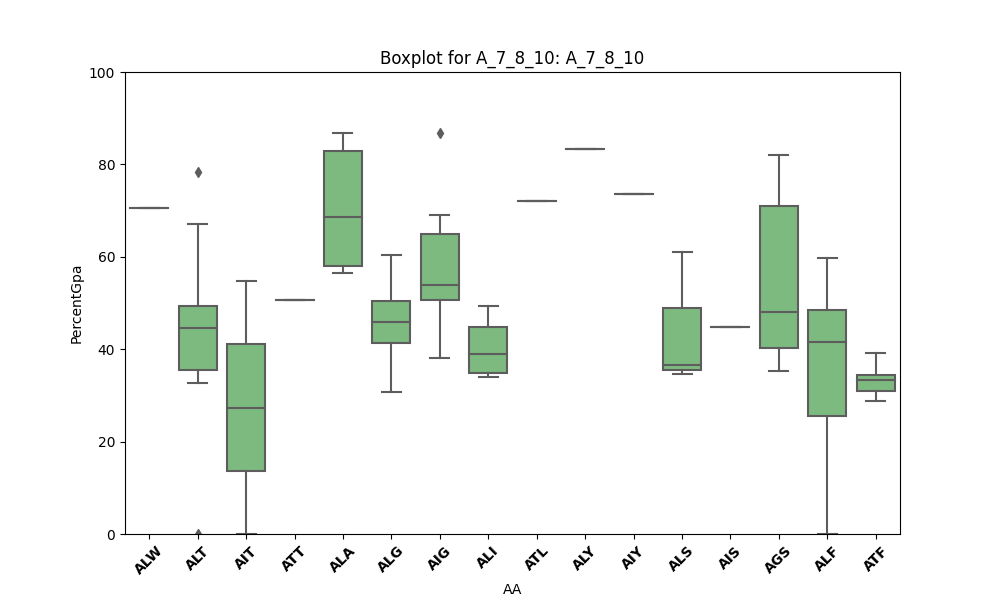 Boxplot for A_7_8_10: A_7_8_10
100
80
60
40
20
0
PercentGpa
ALW ALT AIT ATT ALA ALG AIG ALI ATL ALY AIY ALS AIS AGS ALF ATF
AA